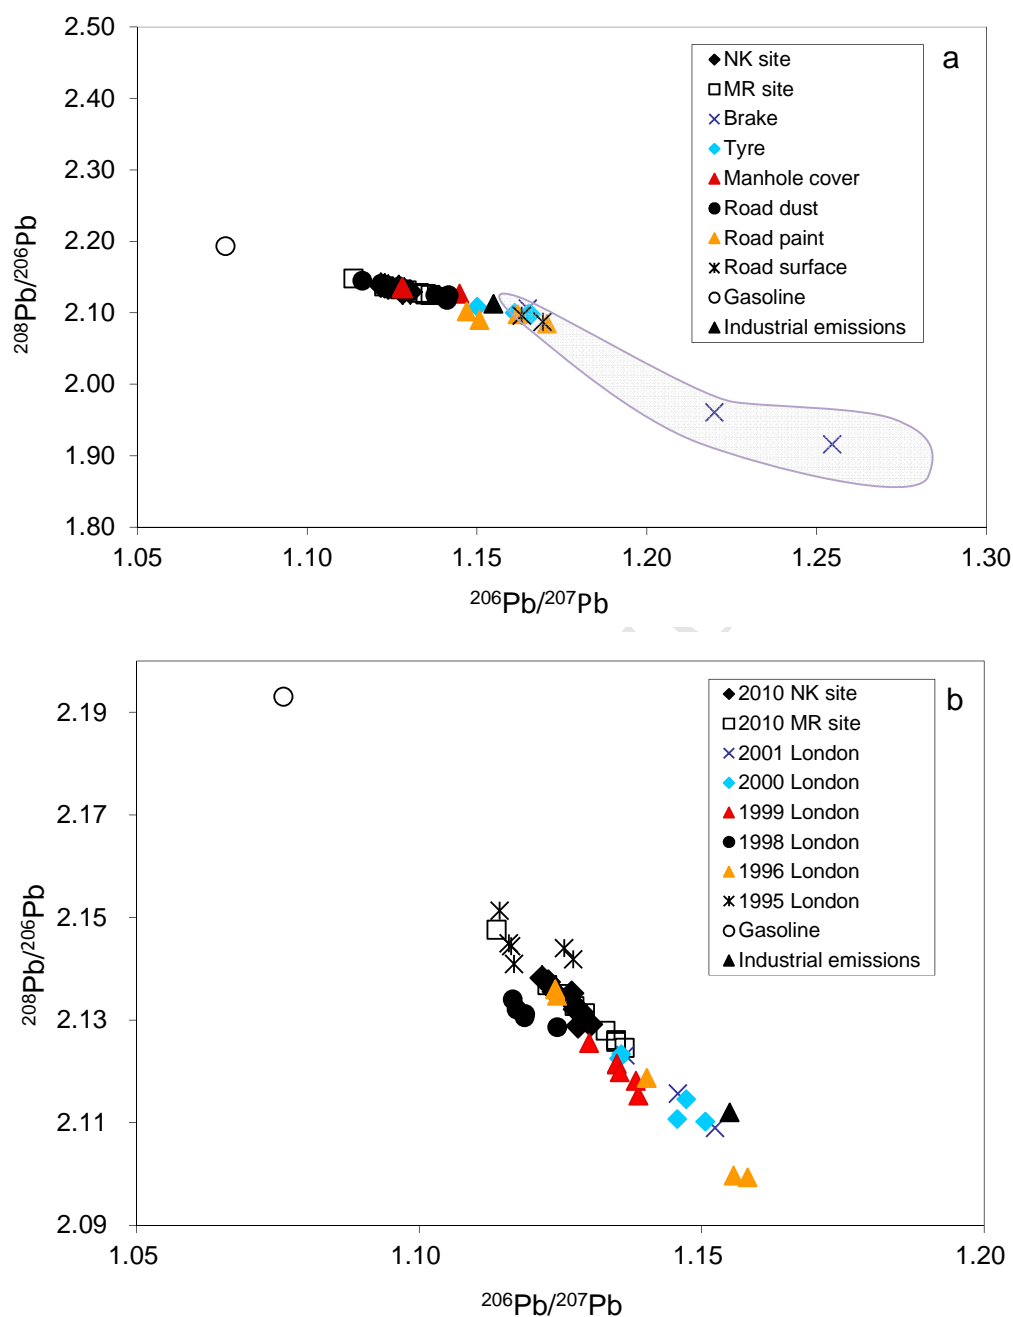 2.50
2.40
2.30
2.20
2.10
2.00
1.90
1.80
1.05 1.10 1.15 1.20 1.25 1.30
208Pb/206Pb
206Pb/207Pb
a
NK site
MR site
Brake
Tyre
Manhole cover
Road dust
Road paint
Road surface
Gasoline
Industrial emissions
2.19
2.17
2.15
2.13
2.11
2.09
1.05 1.10 1.15 1.20
208Pb/206Pb
206Pb/207Pb
b
2010 NK site
2010 MR site
2001 London
2000 London
1999 London
1998 London
1996 London
1995 London
Gasoline
Industrial emissions